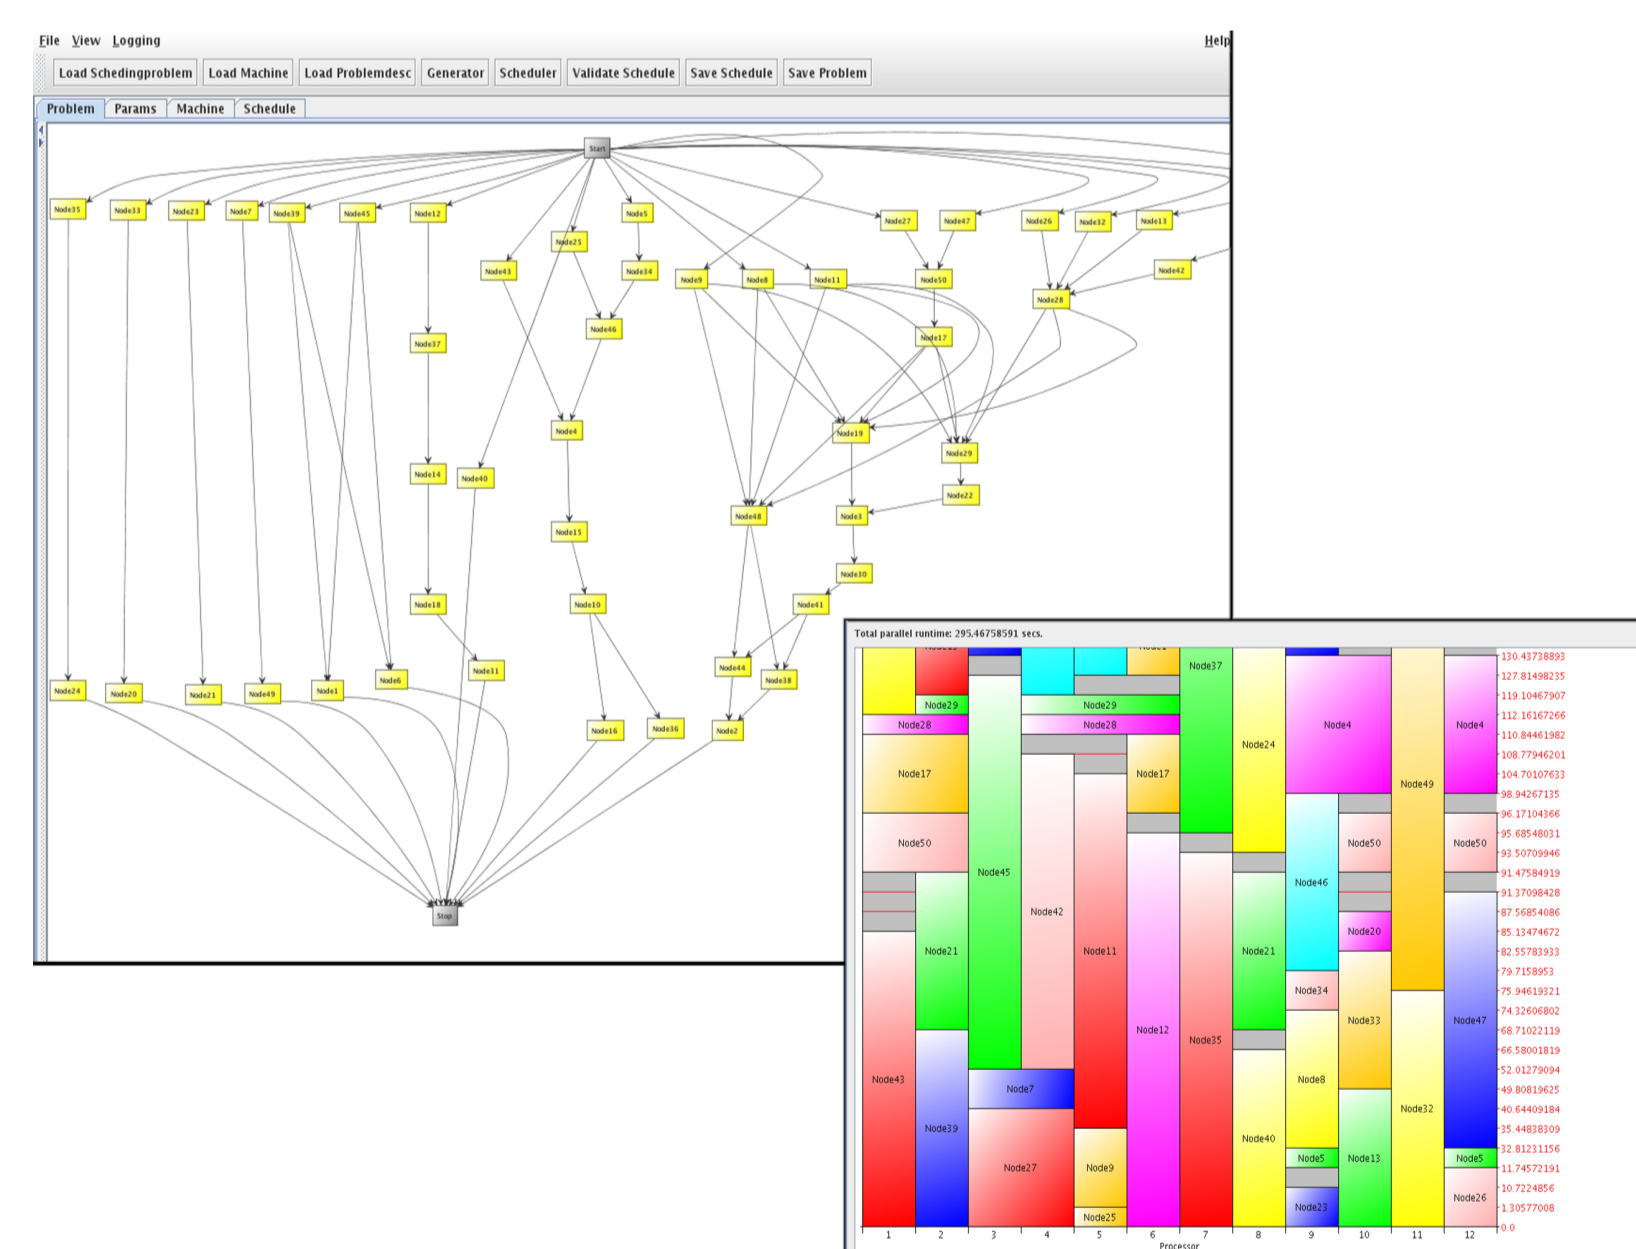 File View Logging Help
Load Schedingproblem Load Machine Load Problemdesc Generator Scheduler Validate Schedule Save Schedule Save Problem
Problem Params Machine Schedule
Start
Node35 Node33 Node23 Node7 Node39 Node45 Node12 Node5 Node27 Node47 Node26 Node32 Node13
Node25
Node43 Node34 Node9 Node8 Node11 Node50 Node42
Node28
Node46 Node17
Node37
Node4 Node19
Node29
Node14 Node40 Node22
Node48 Node3
Node15
Node30
Node18 Node10 Node41
Node31 Node44
Node24 Node20 Node21 Node49 Node1 Node6 Node38
Node16 Node36 Node2
Stop
Total parallel runtime: 295.46758591 secs.
130.43738893
Node37
127.81498235
119.10467907
Node29 Node29
112.16167266
Node28 Node28 Node4 Node4
110.84461982
Node24
108.77946201
Node17 Node17 104.70107633
Node49
98.94267135
96.17104366
95.68548031
Node50 Node50 Node50
93.50709946
91.47584919
Node45 Node46
91.37098428
87.56854086
Node42
Node20
85.13474672
Node21 Node11 Node21
82.55783933
79.7158953
Node34
75.94619321
74.32606802
Node33 Node47
Node12
68.71022119
Node35
66.58001819
52.01279094
Node43 Node7 Node8
49.80819625
Node32
40.64409184
Node39 Node40
35.44838309
32.81231156
Node27 Node9 Node5 Node13 Node5
11.74572191
10.7224856
Node26
Node25 Node23
1.30577008
0.0
1 2 3 4 5 6 7 8 9 10 11 12
Processor